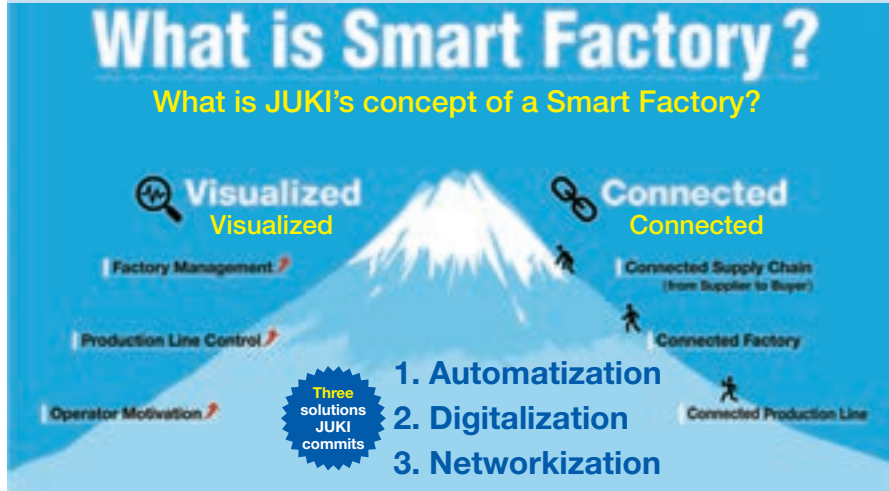 What is Smart Factory?
What is JUKI's concept of a Smart Factory?
Visualized
Visualized
Factory Management
Production Line Control
Operator Motivation
Connected
Connected
Connected Supply Chain
(from Supplier to Buyer)
Connected Factory
Connected Production Line
Three
solutions
JUKI
commits
1. Automatization
2. Digitalization
3. Networkization